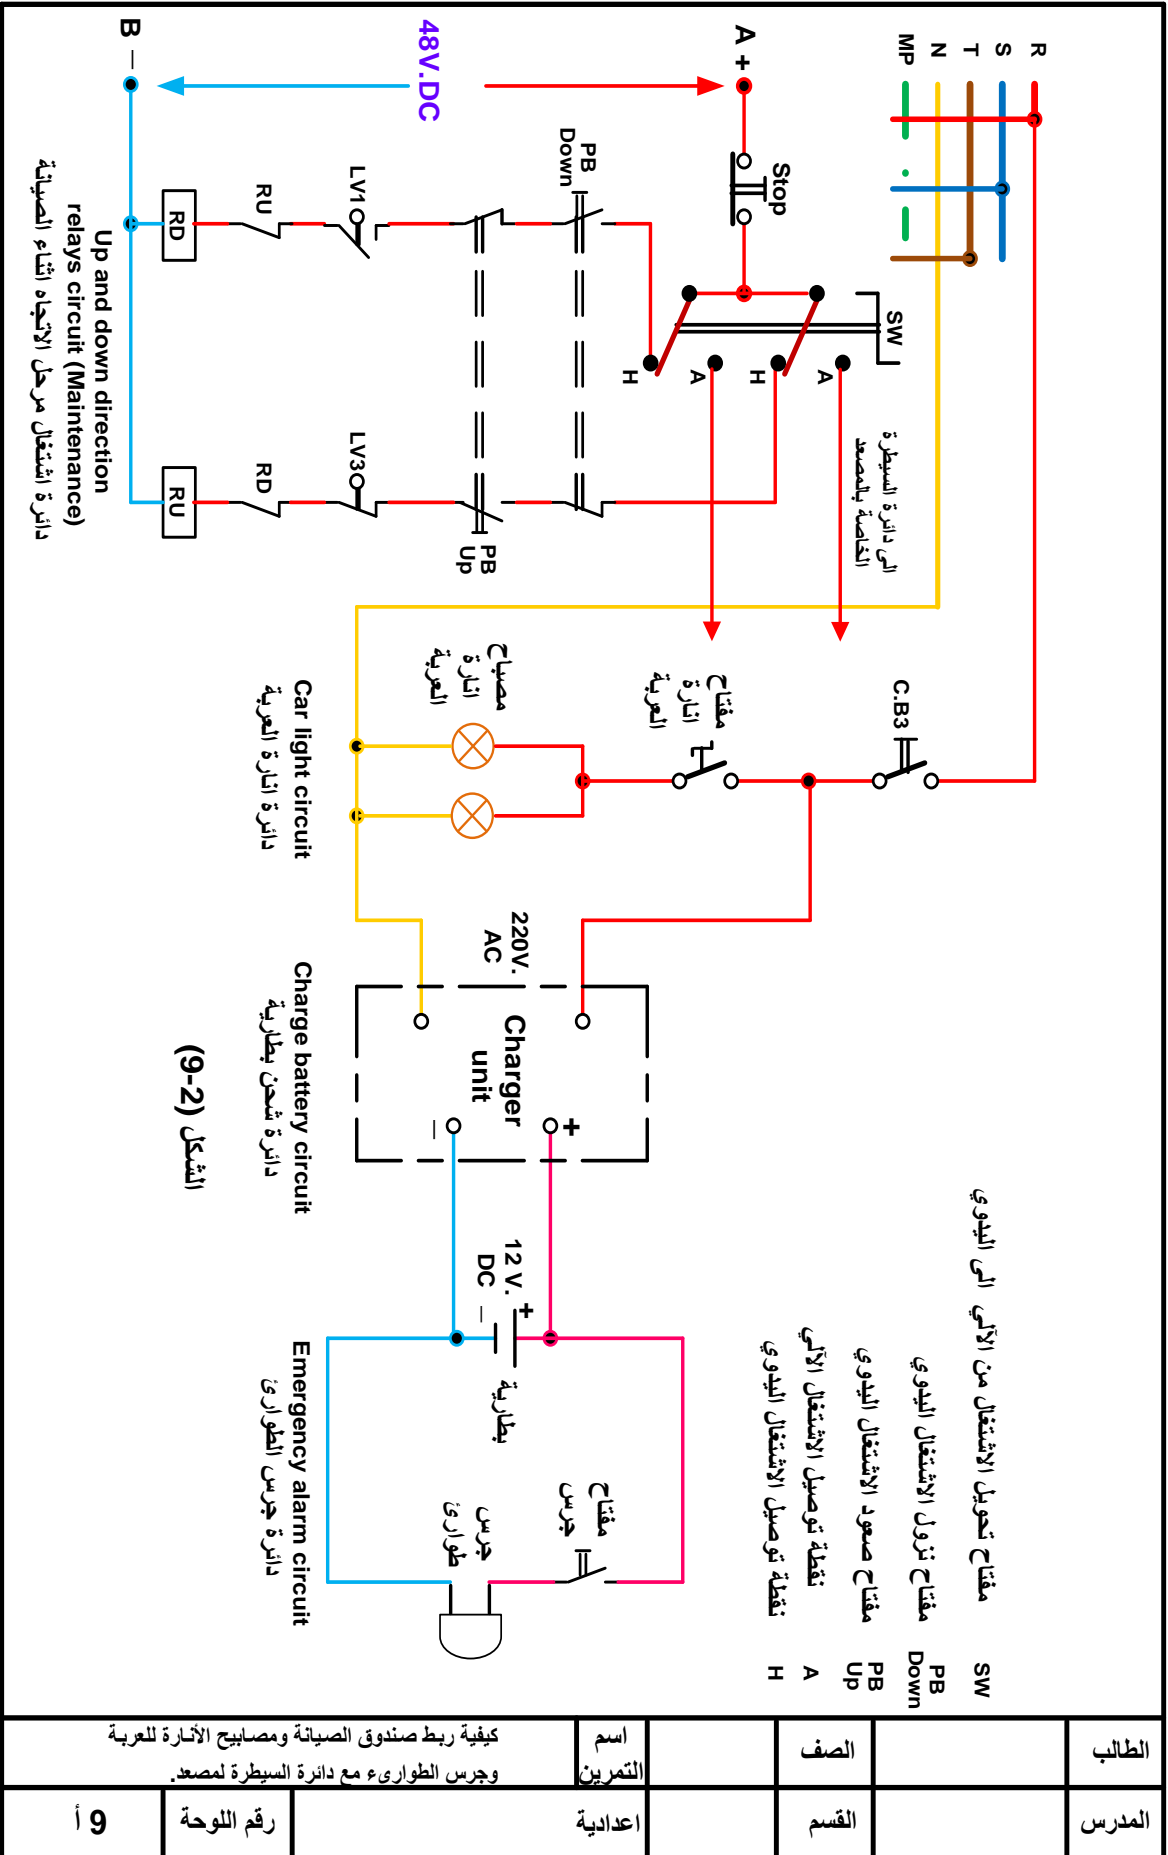 R
S
T
N
MP
A +
48V.DC
B –
Stop
SW
A
H
A
H
الى دائرة السيطرة
الخاصة بالمصعد
PB
Down
LV1
RU
RD
PB
Up
LV3
RD
RU
Up and down direction
relays circuit (Maintenance)
دائرة اشتغال مرحل الاتجاه اثناء الصيانة
C.B3
مفتاح
انارة
العربة
مصباح
انارة
العربة
Car light circuit
دائرة انارة العربة
220V.
AC
Charger
unit
+
–
Charge battery circuit
دائرة شحن بطارية
12 V.
DC
+
–
بطارية
مفتاح
جرس
جرس
طوارئ
Emergency alarm circuit
دائرة جرس الطوارئ
الشكل (9-2)
SW مفتاح تحويل الاشتغال من الآلي الى اليدوي
PB Down مفتاح نزول الاشتغال اليدوي
PB Up مفتاح صعود الاشتغال اليدوي
A نقطة توصيل الاشتغال الآلي
H نقطة توصيل الاشتغال اليدوي
الطالب
الصف
اسم
التمرين
كيفية ربط صندوق الصيانة ومصابيح الأنارة للعربة
وجرس الطوارىء مع دائرة السيطرة لمصعد.
المدرس
القسم
اعدادية
رقم اللوحة
9 أ